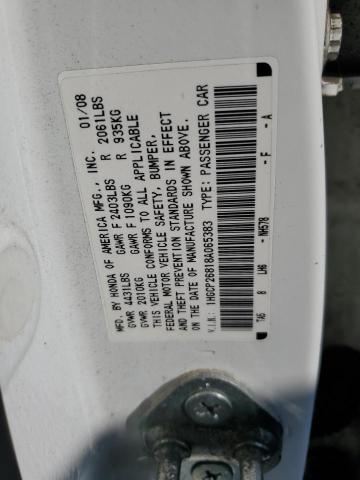 MFD. BY HONDA OF AMERICA MFG., INC. 01/08
GVWR 4431LBS GAWR F 2403LBS R 2061LBS
GVWR 2010KG GAWR F 1090KG R 935KG
THIS VEHICLE CONFORMS TO ALL APPLICABLE
FEDERAL MOTOR VEHICLE SAFETY, BUMPER,
AND THEFT PREVENTION STANDARDS IN EFFECT
ON THE DATE OF MANUFACTURE SHOWN ABOVE.
V.I.N.: 1HGCP26818A065383 TYPE: PASSENGER CAR
TA5 8 LH6 - NH578 - F - A